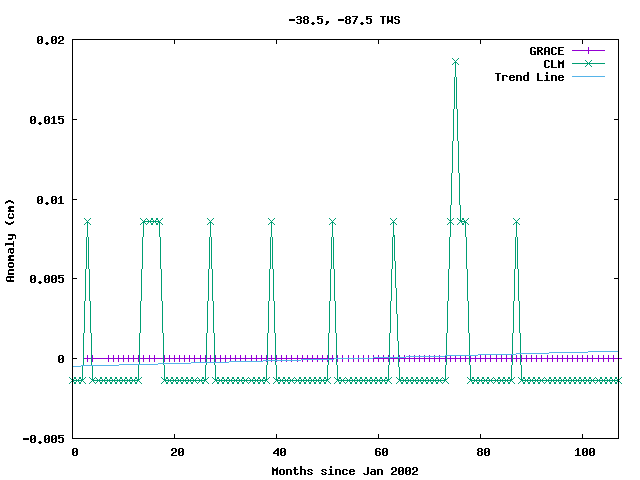 -38.5, -87.5 TWS
0.02
0.015
0.01
0.005
0
-0.005
Anomaly (cm)
GRACE
CLM
Trend Line
0 20 40 60 80 100
Months since Jan 2002